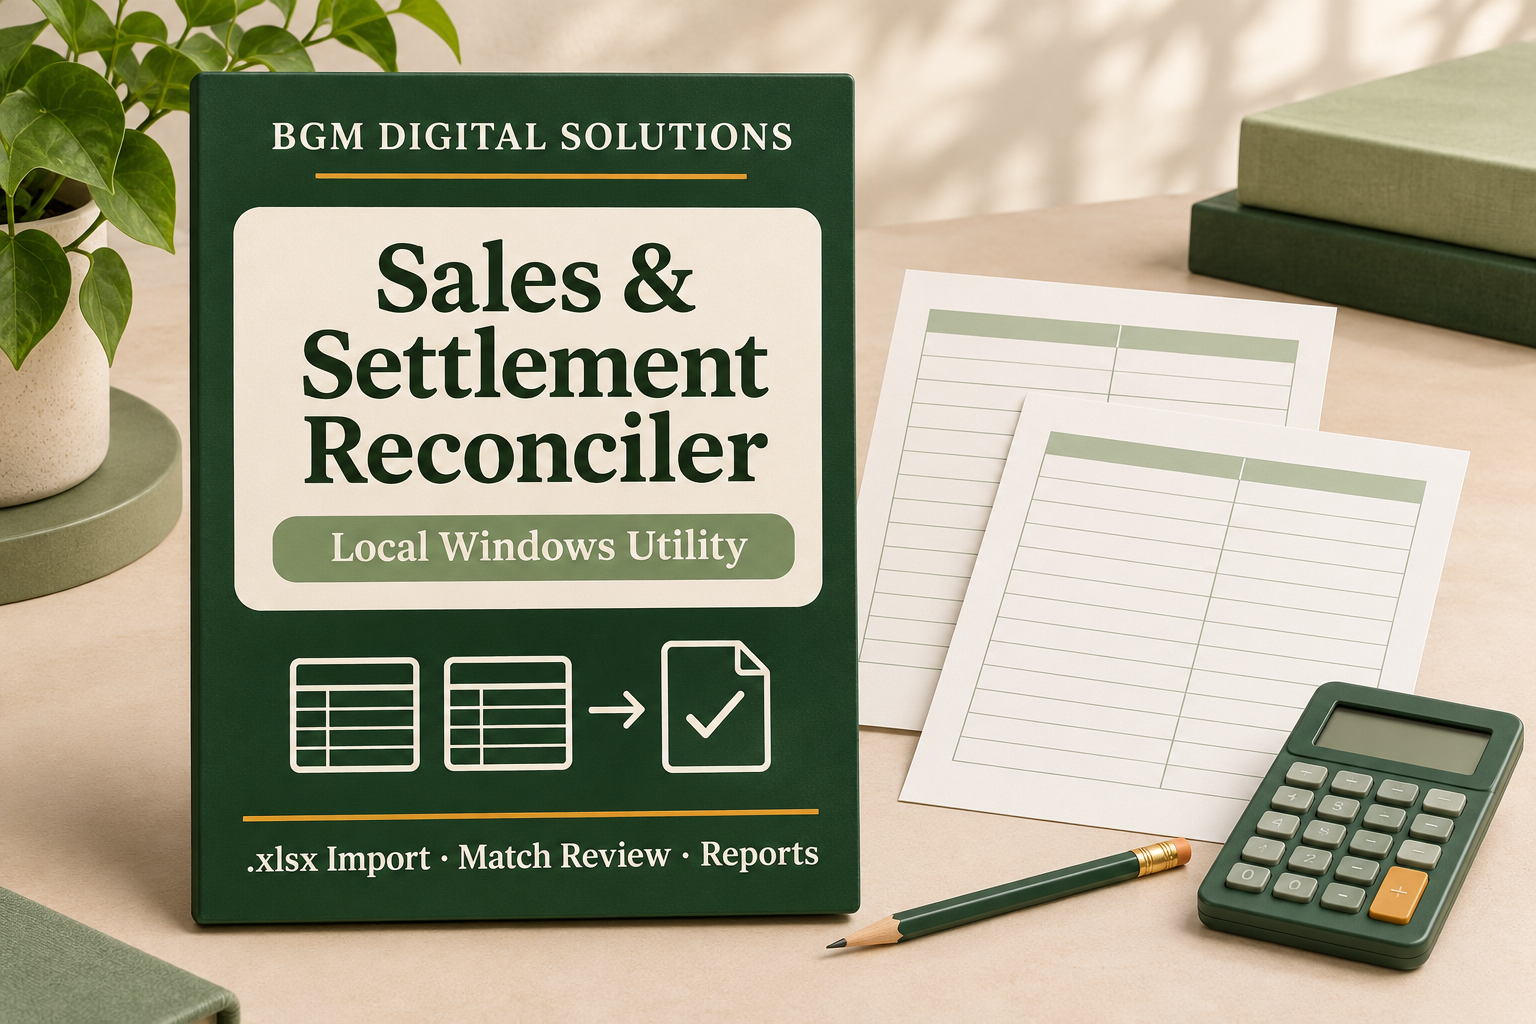 BGM DIGITAL SOLUTIONS
Sales &
Settlement
Reconciler
Local Windows Utility
.xlsx Import · Match Review · Reports